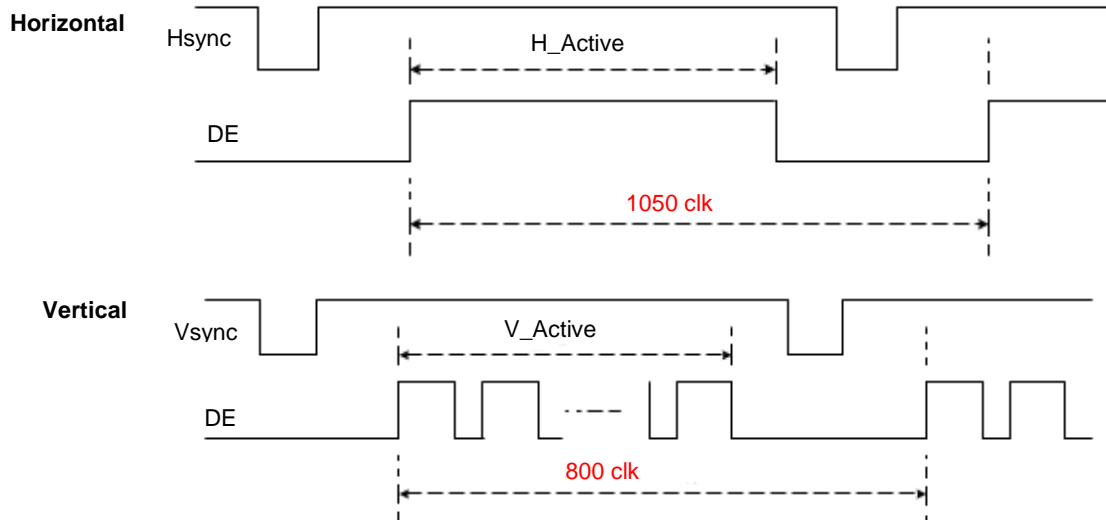 Horizontal
Hsync
H_Active
DE
1050 clk
Vertical
Vsync
V_Active
DE
800 clk